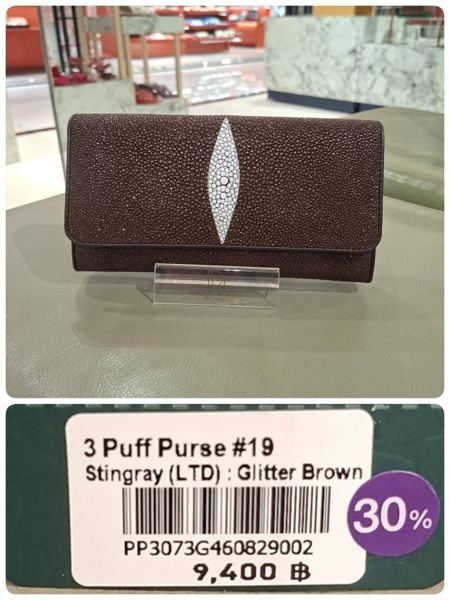 3 Puff Purse #19
Stingray (LTD) : Glitter Brown
30%
PP3073G460829002
9,400 ฿